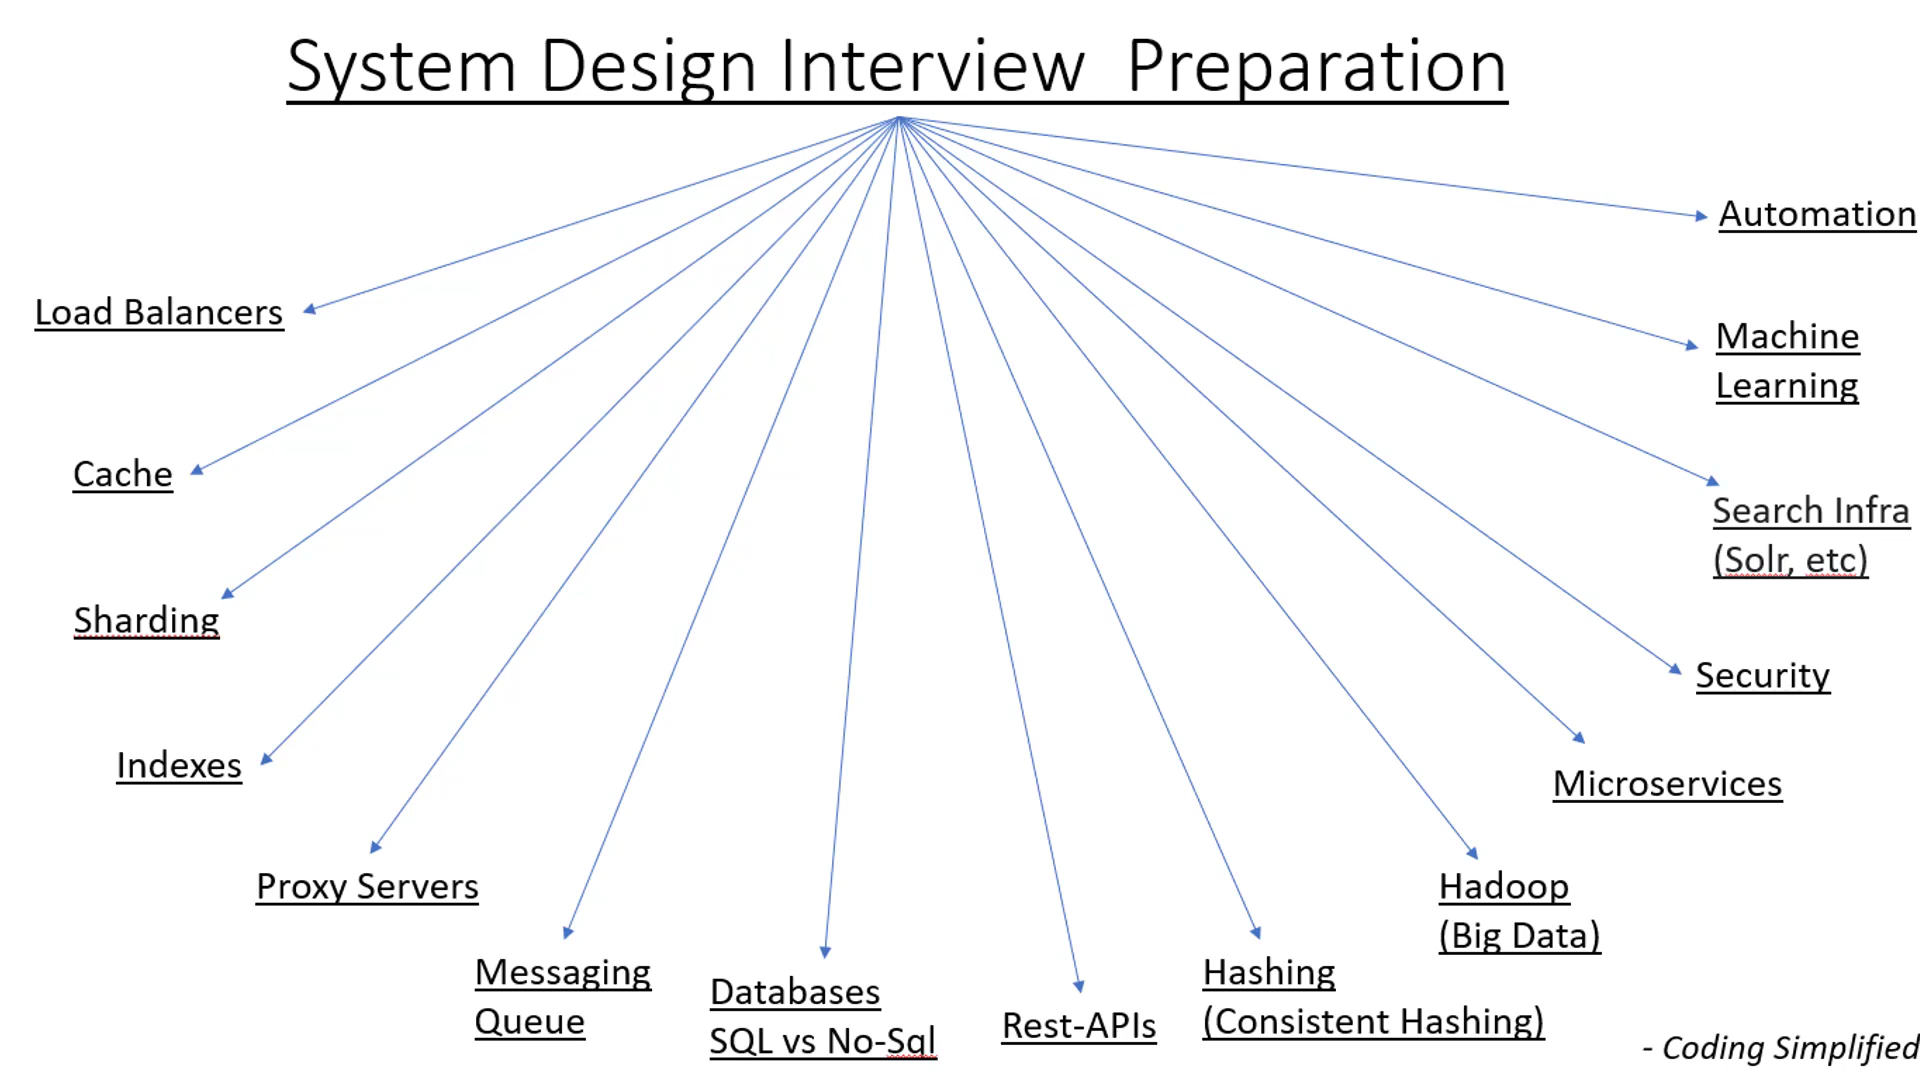 System Design Interview  Preparation
Automation
Load Balancers
Machine
Learning
Cache
Search Infra
(Solr, etc)
Sharding
Security
Indexes
Microservices
Proxy Servers
Hadoop
(Big Data)
Messaging
Queue
Databases
SQL vs No-Sql
Rest-APIs
Hashing
(Consistent Hashing)
- Coding Simplified